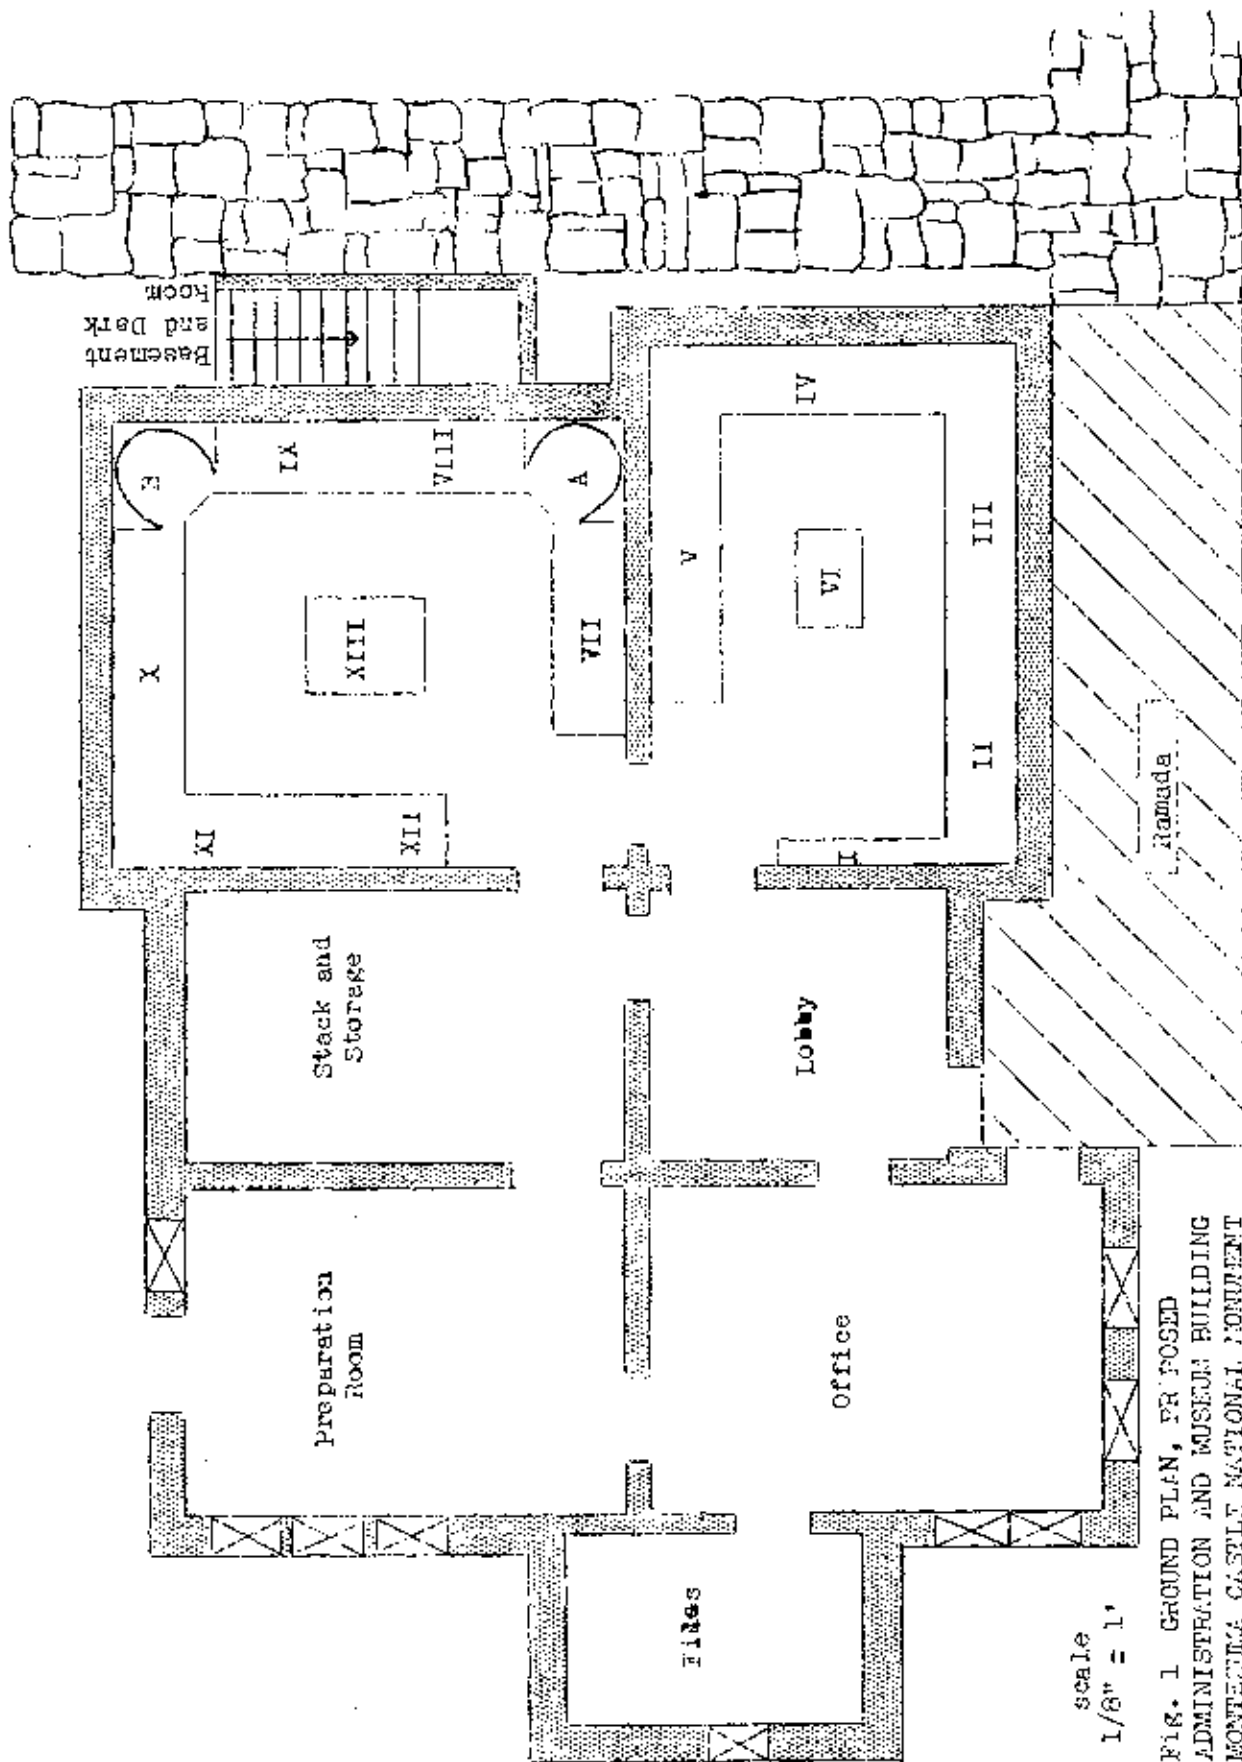 Basement
and Dark
Room
E
IX
VIII
A
X
XIII
VII
XI
XII
IV
V
VI
III
II
I
Stack and
Storage
Lobby
Ramada
Preparation
Room
Office
Files
scale
1/8" = 1'
Fig. 1 GROUND PLAN, PROPOSED
ADMINISTRATION AND MUSEUM BUILDING
MONTEZUMA CASTLE NATIONAL MONUMENT